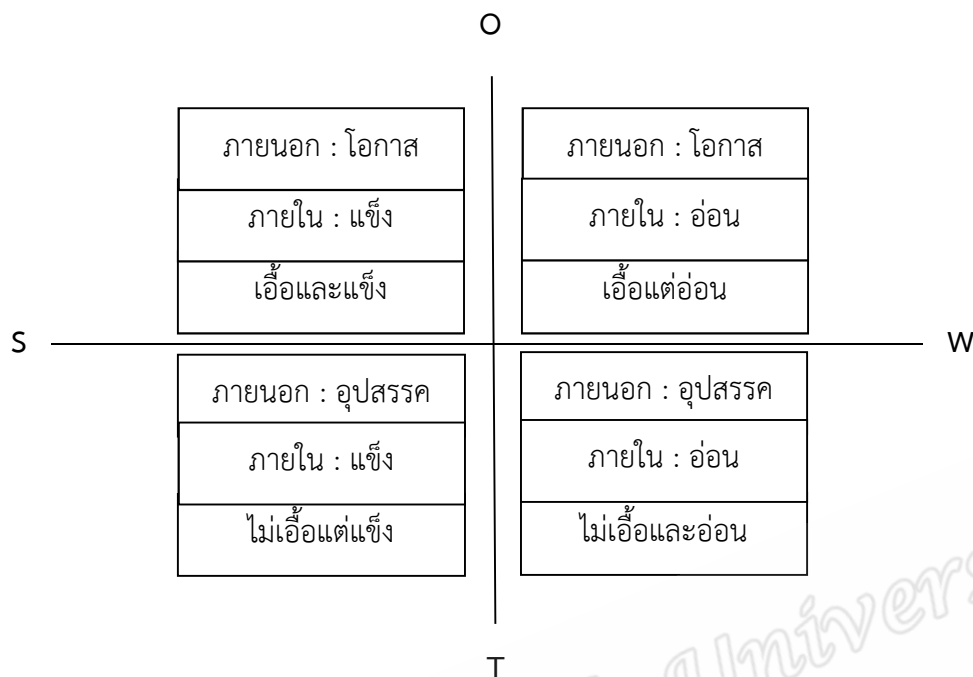 O
ภายนอก : โอกาส
ภายใน : แข็ง
เอื้อและแข็ง
ภายนอก : โอกาส
ภายใน : อ่อน
เอื้อแต่อ่อน
S
W
ภายนอก : อุปสรรค
ภายใน : แข็ง
ไม่เอื้อแต่แข็ง
ภายนอก : อุปสรรค
ภายใน : อ่อน
ไม่เอื้อและอ่อน
T